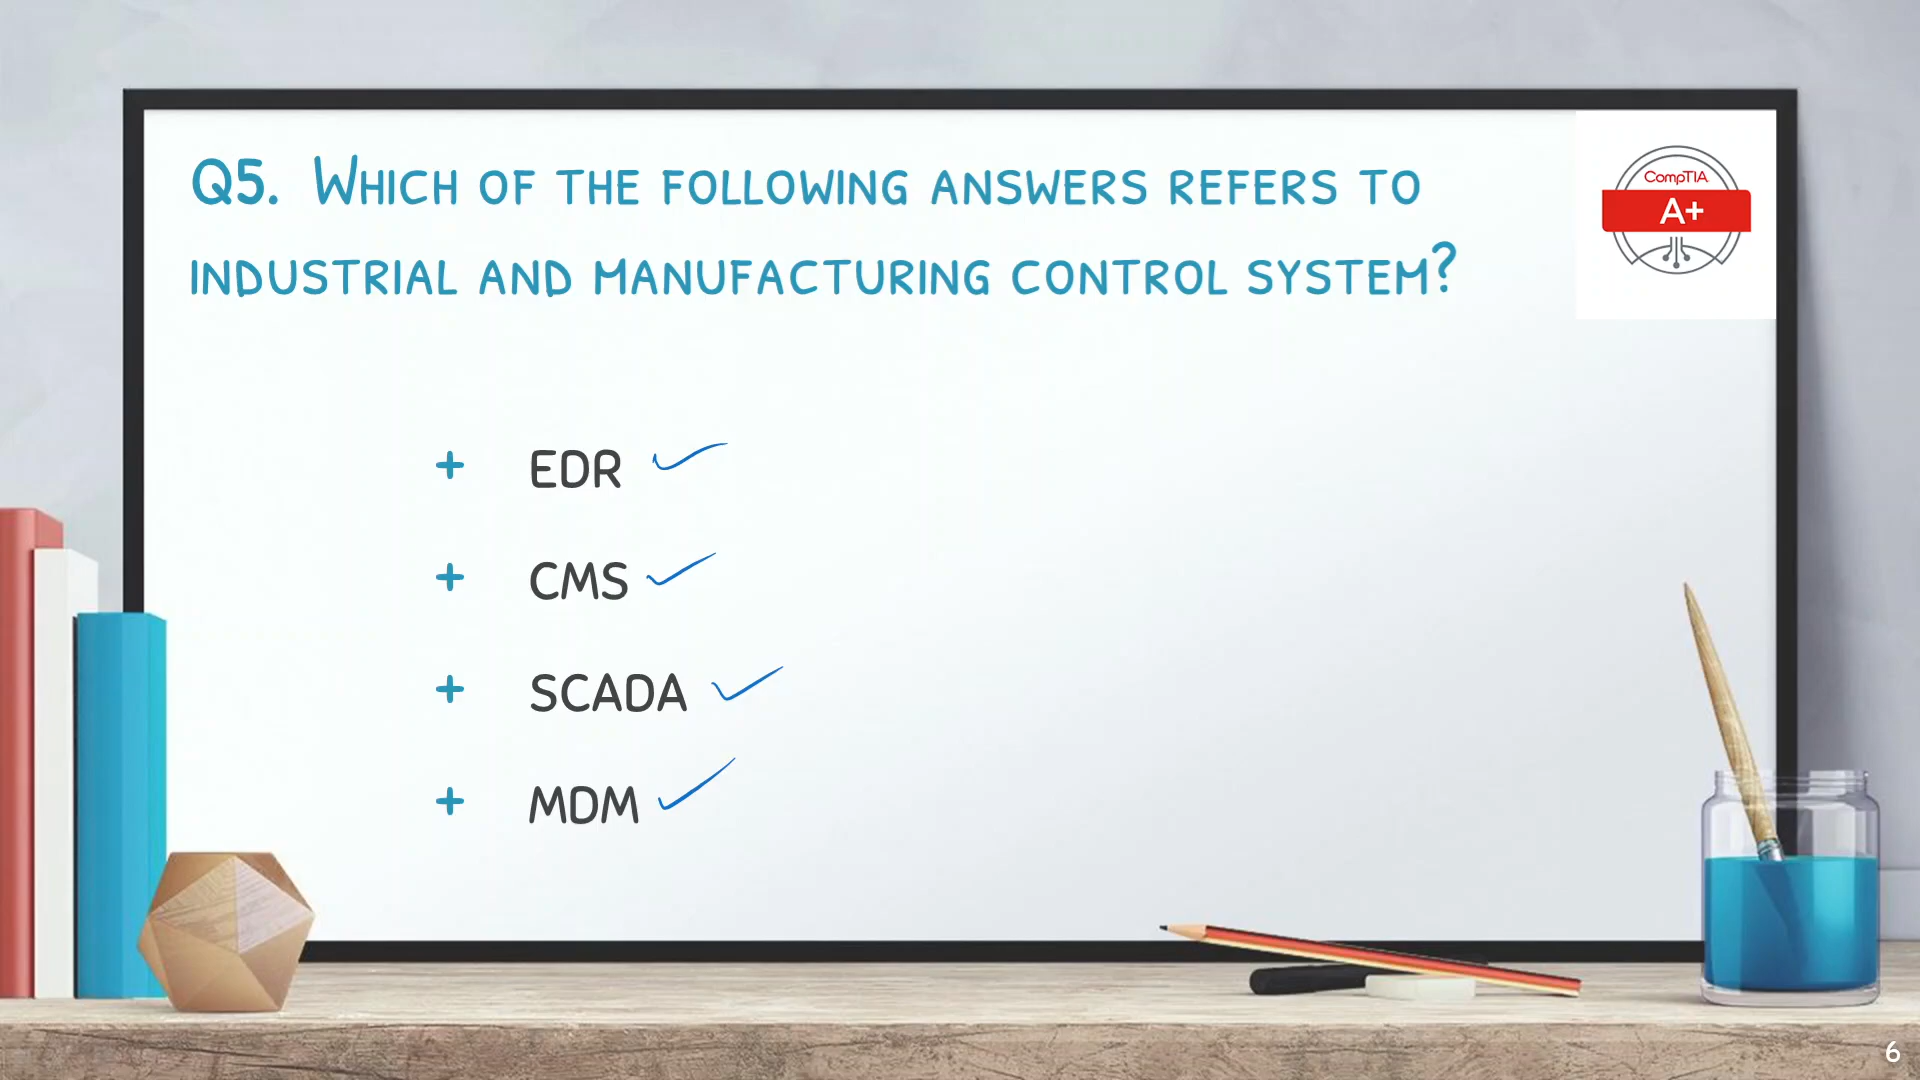 Q5. Which of the following answers refers to
industrial and manufacturing control system?
CompTIA
A+
+ EDR
+ CMS
+ SCADA
+ MDM
6